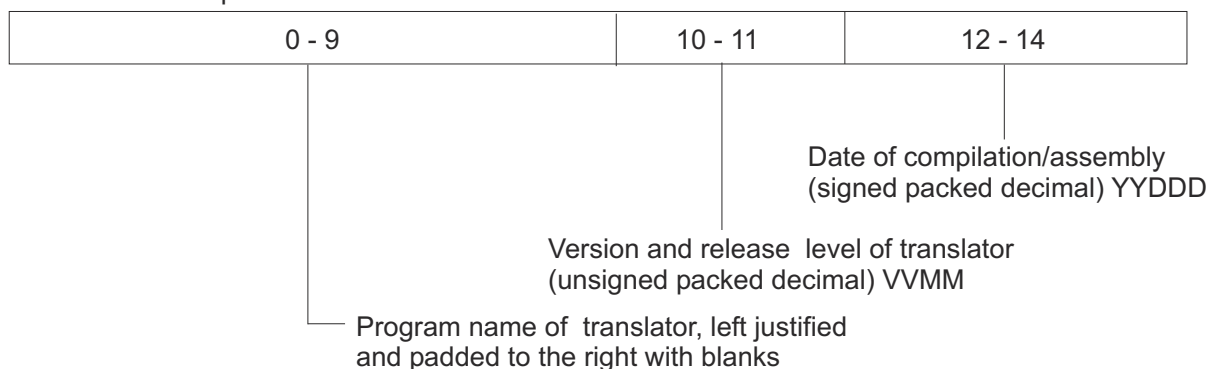 0 - 9
10 - 11
12 - 14
Date of compilation/assembly
(signed packed decimal) YYDDD
Version and release level of translator
(unsigned packed decimal) VVMM
Program name of translator, left justified
and padded to the right with blanks